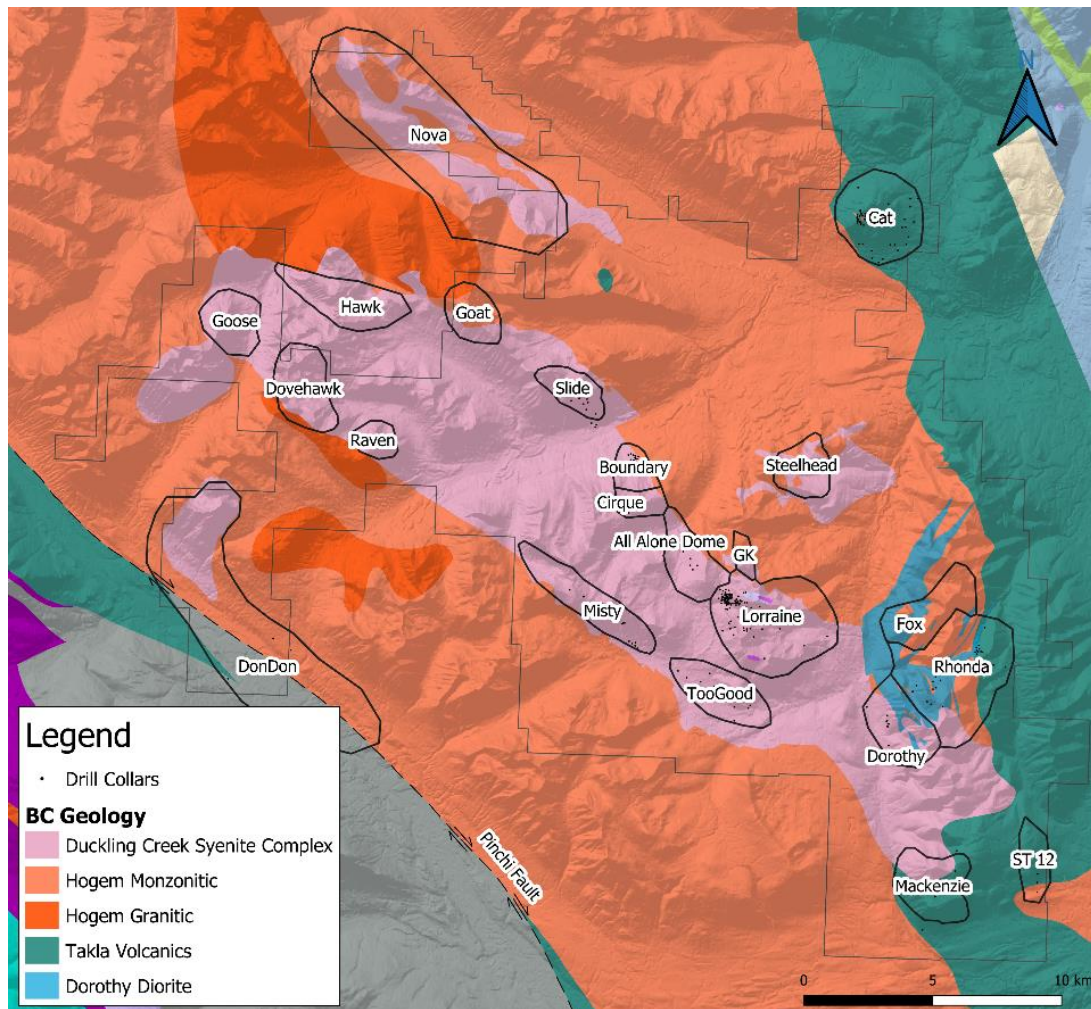 N
Nova
Cat
Hawk
Goat
Goose
Dovehawk
Slide
Raven
Boundary
Steelhead
Cirque
All Alone Dome
GK
Misty
Lorraine
Fox
DonDon
Rhonda
TooGood
Dorothy
Pinchi Fault
ST 12
Mackenzie
Legend
Drill Collars
BC Geology
Duckling Creek Syenite Complex
Hogem Monzonitic
Hogem Granitic
Takla Volcanics
Dorothy Diorite
0 5 10 km